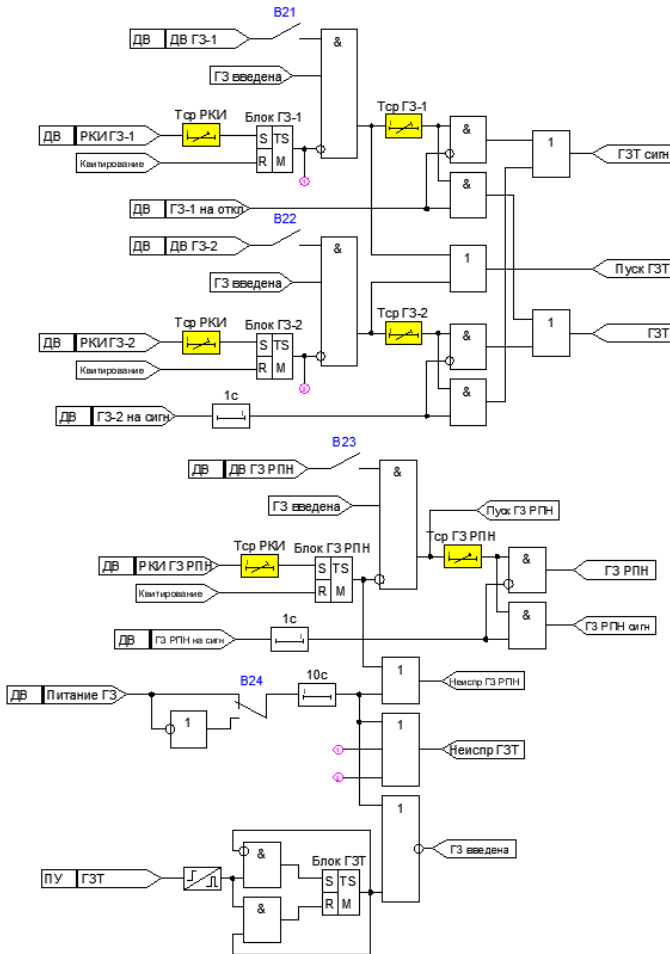 В21
ДВ ДВ ГЗ-1
&
ГЗ введена
Тср РКИ
Блок ГЗ-1
Тср ГЗ-1
ДВ РКИ ГЗ-1
S TS
&
1
ГЗТ сигн
Квитирование
R M
1
&
ДВ ГЗ-1 на откл
В22
ДВ ДВ ГЗ-2
&
1
Пуск ГЗТ
ГЗ введена
Тср РКИ
Блок ГЗ-2
Тср ГЗ-2
1
ГЗТ
ДВ РКИ ГЗ-2
S TS
&
Квитирование
R M
1с
&
ДВ ГЗ-2 на сигн
В23
ДВ ДВ ГЗ РПН
&
ГЗ введена
Пуск ГЗ РПН
Тср РКИ
Блок ГЗ РПН
Тср ГЗ РПН
ДВ РКИ ГЗ РПН
S TS
&
ГЗ РПН
Квитирование
R M
1с
&
ГЗ РПН сигн
ДВ ГЗ РПН на сигн
В24
10с
1
Неиспр ГЗ РПН
ДВ Питание ГЗ
1
1
Неиспр ГЗТ
1
1
ГЗ введена
&
Блок ГЗТ
ПУ ГЗТ
S TS
&
R M